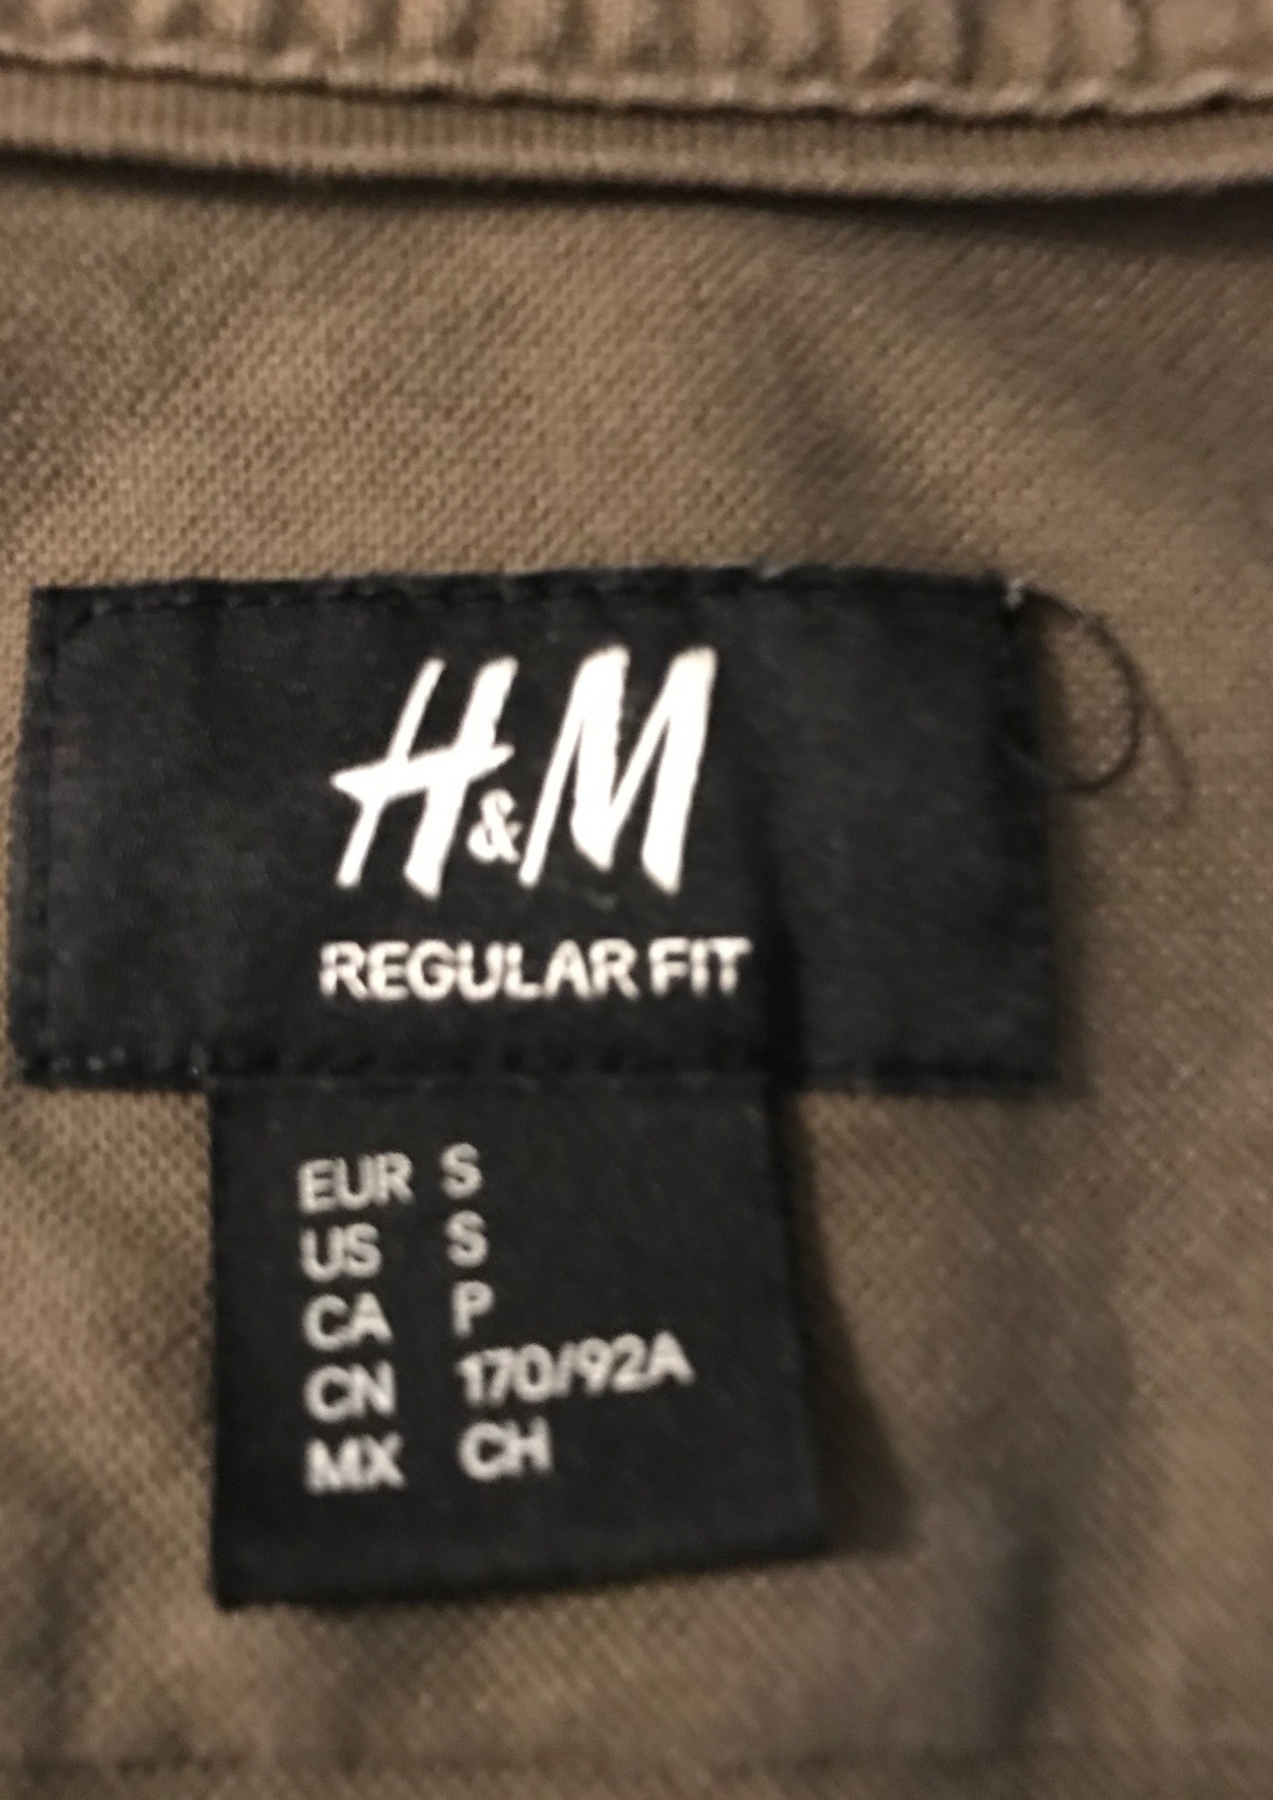 H&M
REGULAR FIT
EUR S
US S
CA P
CN 170/92A
MX CH